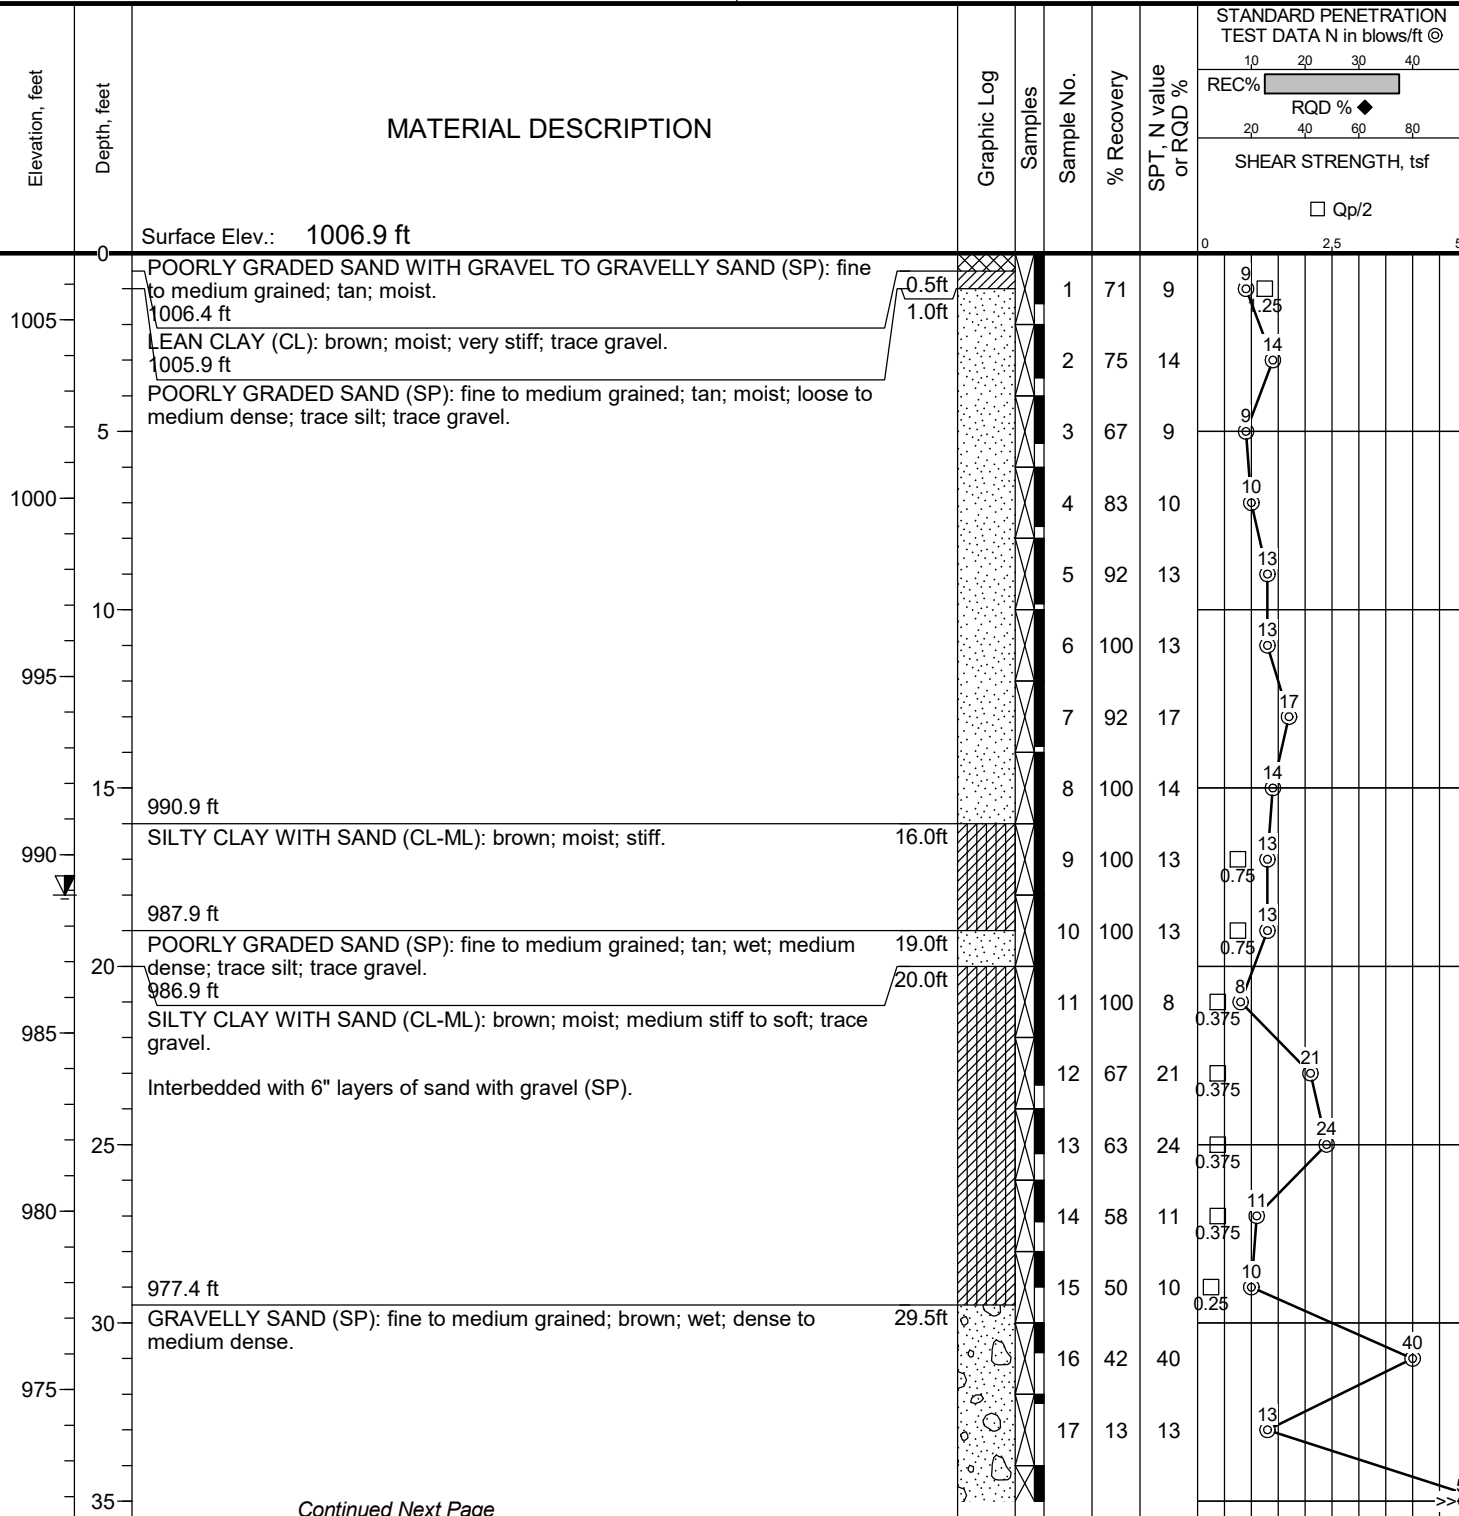 STANDARD PENETRATION
TEST DATA N in blows/ft
10 20 30 40
REC%
RQD %
20 40 60 80
SHEAR STRENGTH, tsf
Qp/2
0 2.5
Elevation, feet
Depth, feet
MATERIAL DESCRIPTION
Graphic Log
Samples
Sample No.
% Recovery
SPT, N value
or RQD %
Surface Elev.: 1006.9 ft
0
POORLY GRADED SAND WITH GRAVEL TO GRAVELLY SAND (SP): fine
to medium grained; tan; moist.
0.5ft
1006.4 ft
1.0ft
1 71 9 9 1.25
1005
LEAN CLAY (CL): brown; moist; very stiff; trace gravel.
1005.9 ft
2 75 14 14
POORLY GRADED SAND (SP): fine to medium grained; tan; moist; loose to
medium dense; trace silt; trace gravel.
5 3 67 9 9
1000 4 83 10 10
5 92 13 13
10
6 100 13 13
995
7 92 17 17
15 8 100 14 14
990.9 ft
SILTY CLAY WITH SAND (CL-ML): brown; moist; stiff. 16.0ft
990 9 100 13 13 0.75
987.9 ft
10 100 13 13 0.75
POORLY GRADED SAND (SP): fine to medium grained; tan; wet; medium 19.0ft
dense; trace silt; trace gravel.
20
986.9 ft 20.0ft
11 100 8 8 0.375
SILTY CLAY WITH SAND (CL-ML): brown; moist; medium stiff to soft; trace
gravel.
985
Interbedded with 6" layers of sand with gravel (SP).
12 67 21 21 0.375
25 13 63 24 24 0.375
980 14 58 11 11 0.375
977.4 ft
15 50 10 10 0.25
GRAVELLY SAND (SP): fine to medium grained; brown; wet; dense to 29.5ft
medium dense.
30
16 42 40 40
975
17 13 13 13
35
>>
Continued Next Page